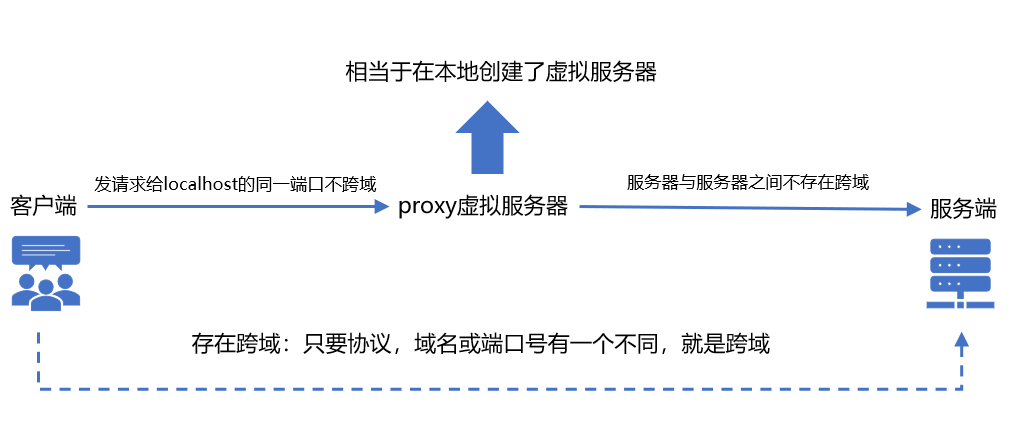 相当于在本地创建了虚拟服务器
发请求给localhost的同一端口不跨域
服务器与服务器之间不存在跨域
客户端
proxy虚拟服务器
服务端
存在跨域：只要协议，域名或端口号有一个不同，就是跨域